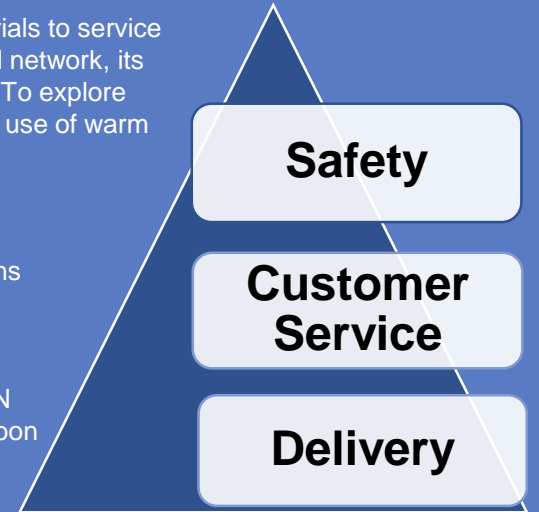 ials to service
l network, its
To explore
use of warm
ns
N
oon
Safety
Customer
Service
Delivery